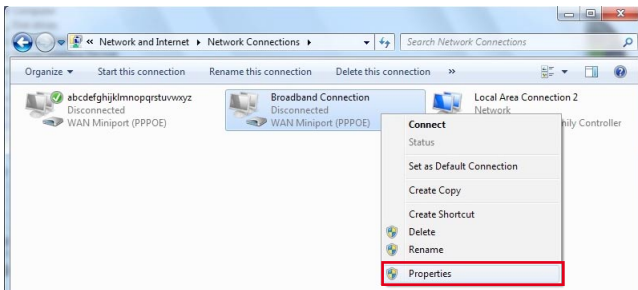 « Network and Internet ▸ Network Connections ▸
Search Network Connections
Organize ▾ Start this connection Rename this connection Delete this connection »
abcdefghijklmnopqrstuvwxyz
Disconnected
WAN Miniport (PPPOE)
Broadband Connection
Disconnected
WAN Miniport (PPPOE)
Local Area Connection 2
Network
Controller
Connect
Status
Set as Default Connection
Create Copy
Create Shortcut
Delete
Rename
Properties